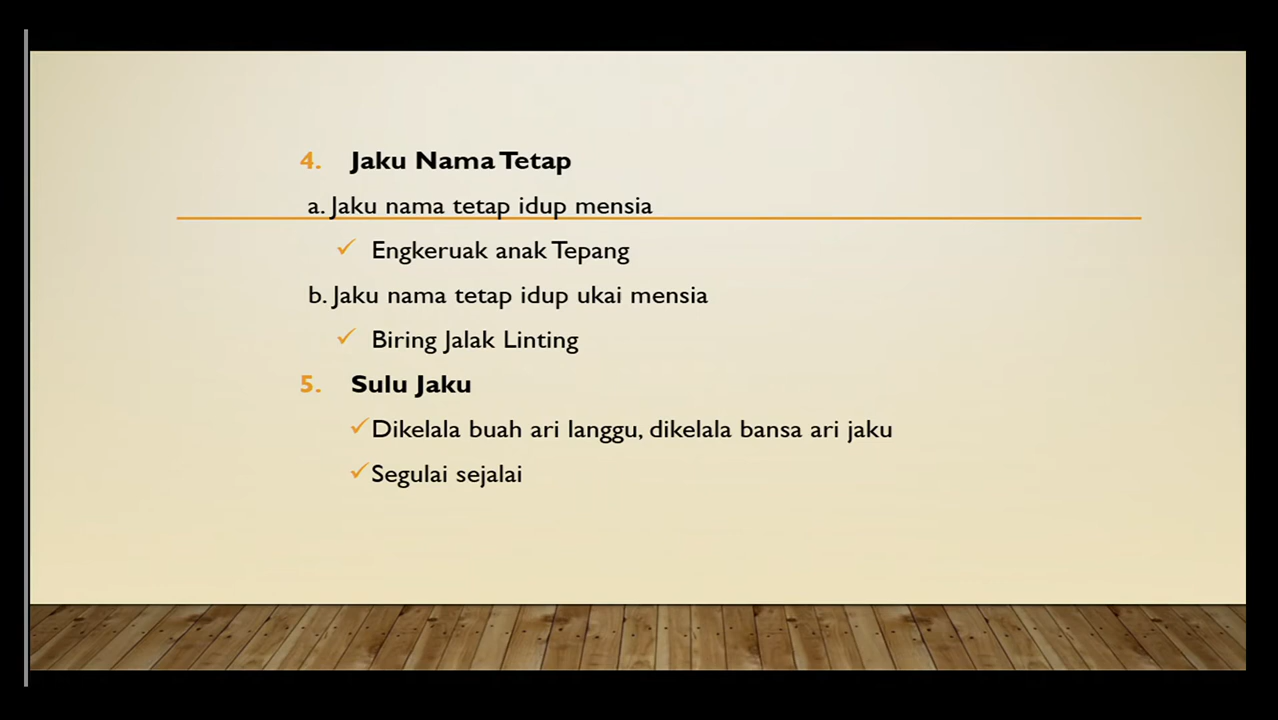 4. Jaku Nama Tetap
a. Jaku nama tetap idup mensia
✓ Engkeruak anak Tepang
b. Jaku nama tetap idup ukai mensia
✓ Biring Jalak Linting
5. Sulu Jaku
✓ Dikelala buah ari langgu, dikelala bansa ari jaku
✓ Segulai sejalai